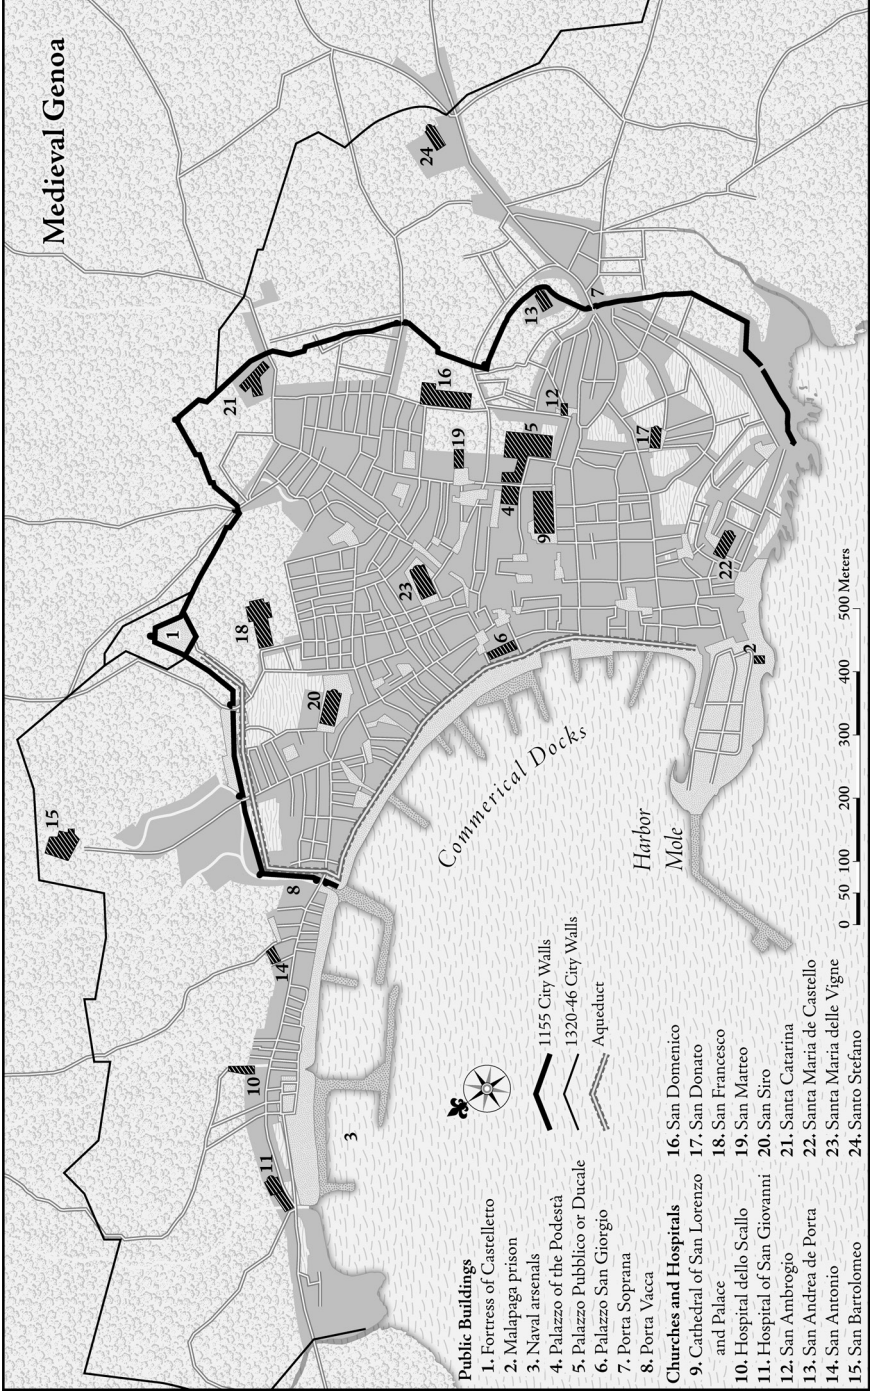 Medieval Genoa
15
1
21
24
18
20
16
19
13
7
12
5
4
9
17
23
6
22
2
8
14
10
11
3
Commerical Docks
Harbor
Mole
0 50 100 200 300 400 500 Meters
1155 City Walls
1320-46 City Walls
Aqueduct
Public Buildings
1. Fortress of Castelletto
2. Malapaga prison
3. Naval arsenals
4. Palazzo of the Podestà
5. Palazzo Pubblico or Ducale
6. Palazzo San Giorgio
7. Porta Soprana
8. Porta Vacca
Churches and Hospitals
9. Cathedral of San Lorenzo
and Palace
10. Hospital dello Scallo
11. Hospital of San Giovanni
12. San Ambrogio
13. San Andrea de Porta
14. San Antonio
15. San Bartolomeo
16. San Domenico
17. San Donato
18. San Francesco
19. San Matteo
20. San Siro
21. Santa Catarina
22. Santa Maria de Castello
23. Santa Maria delle Vigne
24. Santo Stefano